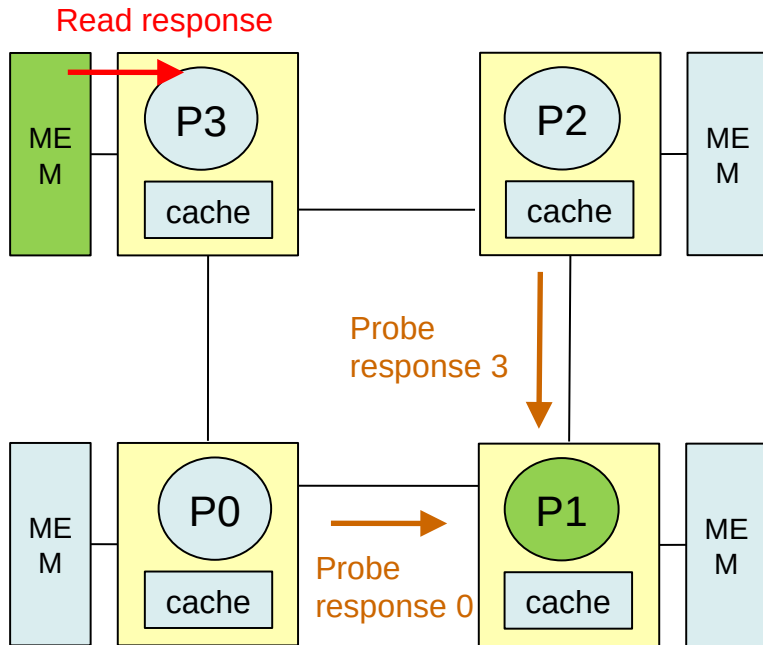 Read response
ME
M
P3
cache
P2
cache
ME
M
Probe
response 3
ME
M
P0
cache
Probe
response 0
P1
cache
ME
M